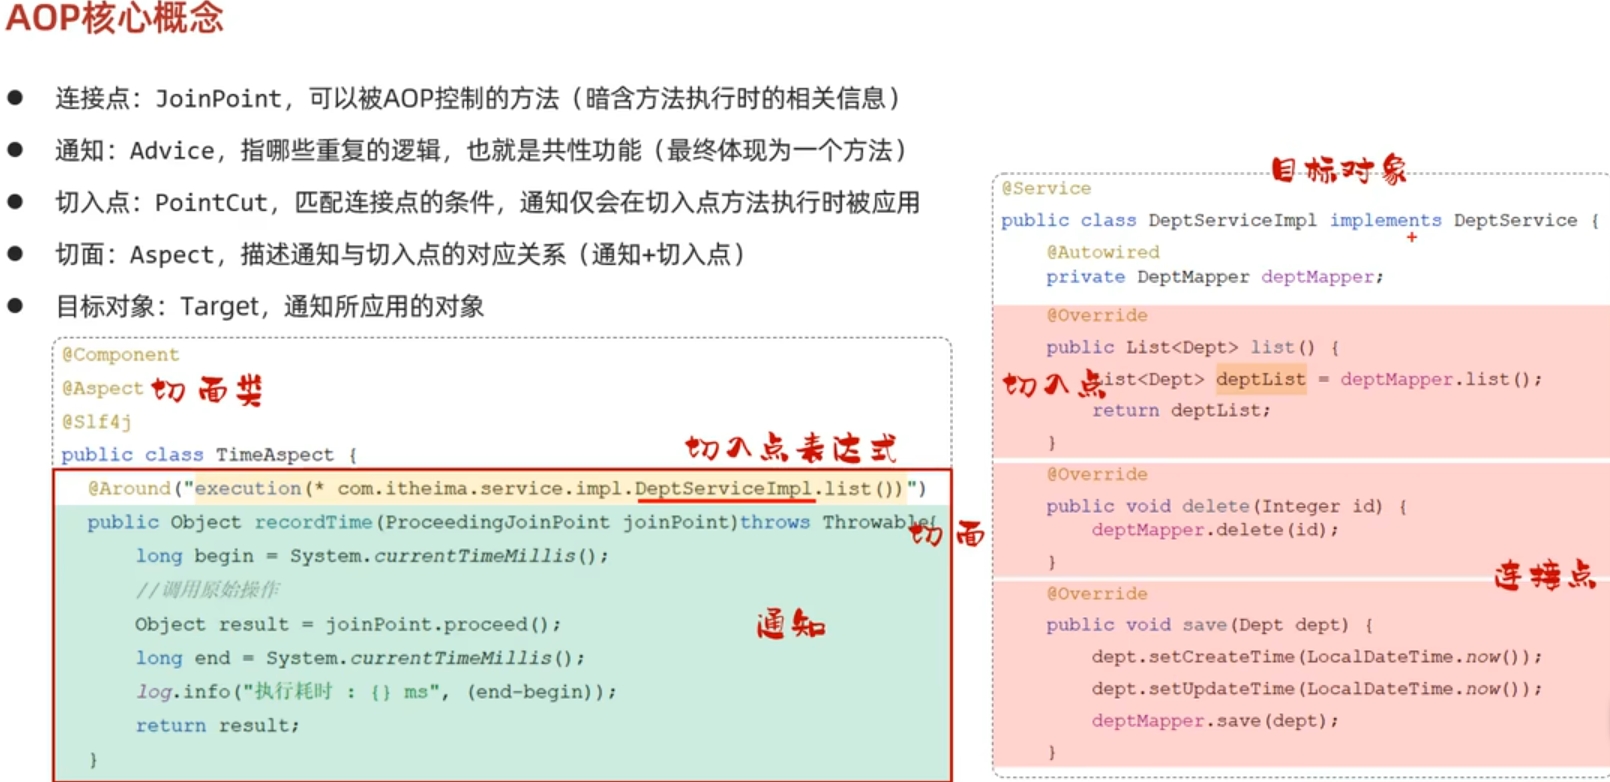 AOP核心概念
● 连接点：JoinPoint，可以被AOP控制的方法（暗含方法执行时的相关信息）
● 通知：Advice，指哪些重复的逻辑，也就是共性功能（最终体现为一个方法）
● 切入点：PointCut，匹配连接点的条件，通知仅会在切入点方法执行时被应用
● 切面：Aspect，描述通知与切入点的对应关系（通知+切入点）
● 目标对象：Target，通知所应用的对象
@Component
@Aspect 切面类
@Slf4j
public class TimeAspect {
切入点表达式
@Around("execution(* com.itheima.service.impl.DeptServiceImpl.list())")
public Object recordTime(ProceedingJoinPoint joinPoint)throws Throwable{
切面
long begin = System.currentTimeMillis();
//调用原始操作
Object result = joinPoint.proceed();
通知
long end = System.currentTimeMillis();
log.info("执行耗时 : {} ms", (end-begin));
return result;
}
目标对象
@Service
public class DeptServiceImpl implements DeptService {
@Autowired
private DeptMapper deptMapper;
@Override
public List<Dept> list() {
切入点
List<Dept> deptList = deptMapper.list();
return deptList;
}
@Override
public void delete(Integer id) {
deptMapper.delete(id);
}
连接点
@Override
public void save(Dept dept) {
dept.setCreateTime(LocalDateTime.now());
dept.setUpdateTime(LocalDateTime.now());
deptMapper.save(dept);
}